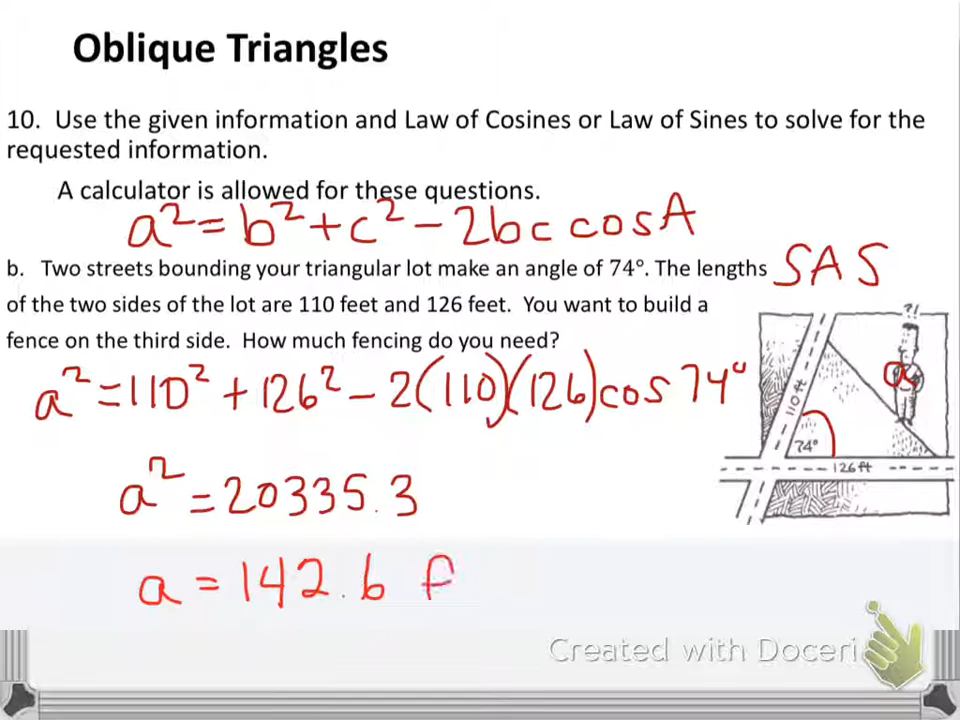 Oblique Triangles
10. Use the given information and Law of Cosines or Law of Sines to solve for the
requested information.
A calculator is allowed for these questions.
a² = b² + c² - 2bc cosA
b. Two streets bounding your triangular lot make an angle of 74°. The lengths
SAS
of the two sides of the lot are 110 feet and 126 feet. You want to build a
fence on the third side. How much fencing do you need?
?!
a
110 ft
74°
126 ft
a² = 110² + 126² - 2(110)(126)cos 74°
a² = 20335.3
a = 142.6 f
Created with Doceri